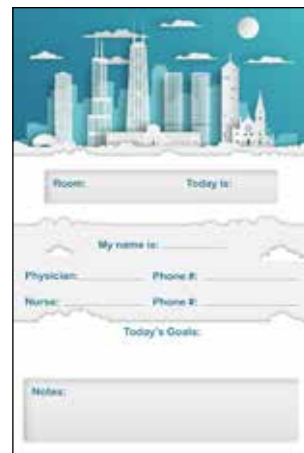 Room: Today is:
My name is:
Physician: Phone #:
Nurse: Phone #:
Today's Goals:
Notes: